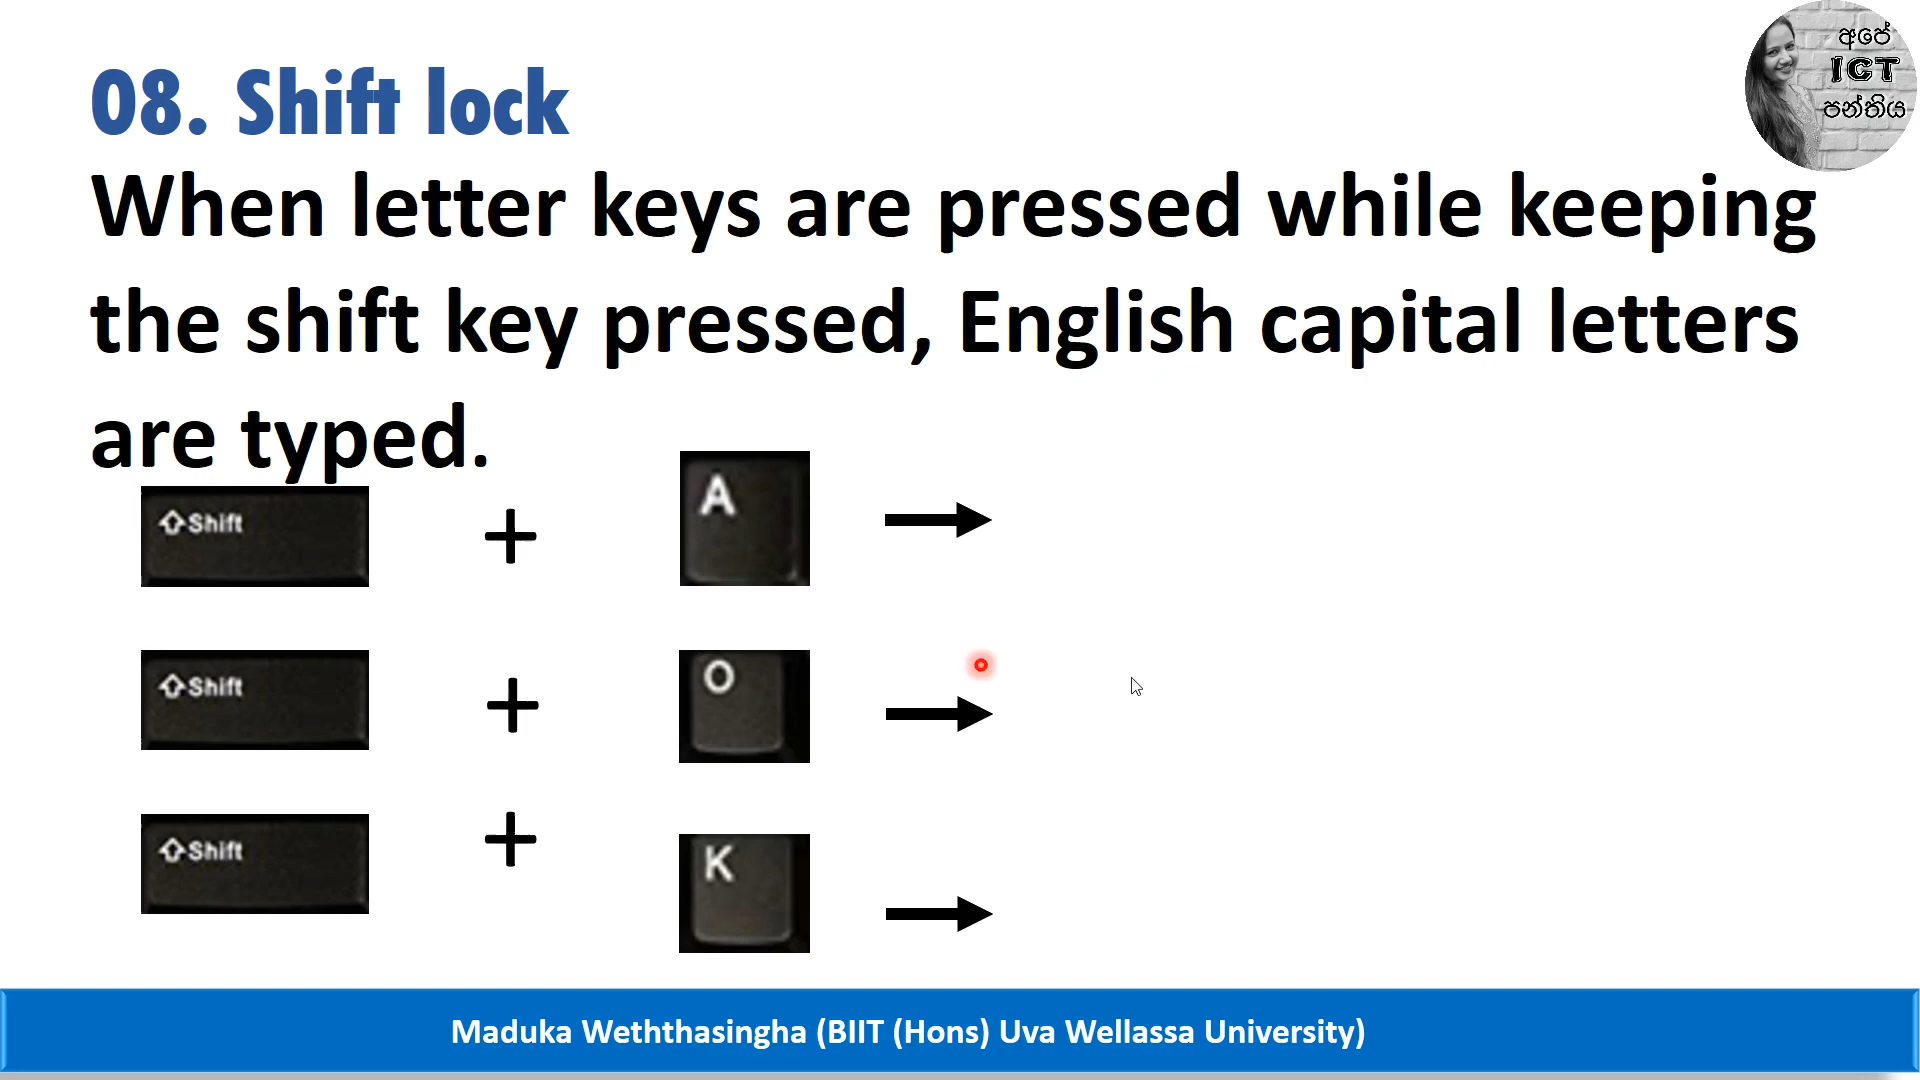 අපේ
ICT
පන්තිය
08. Shift lock
When letter keys are pressed while keeping
the shift key pressed, English capital letters
are typed.
Shift + A
Shift + O
Shift + K
Maduka Weththasingha (BIIT (Hons) Uva Wellassa University)